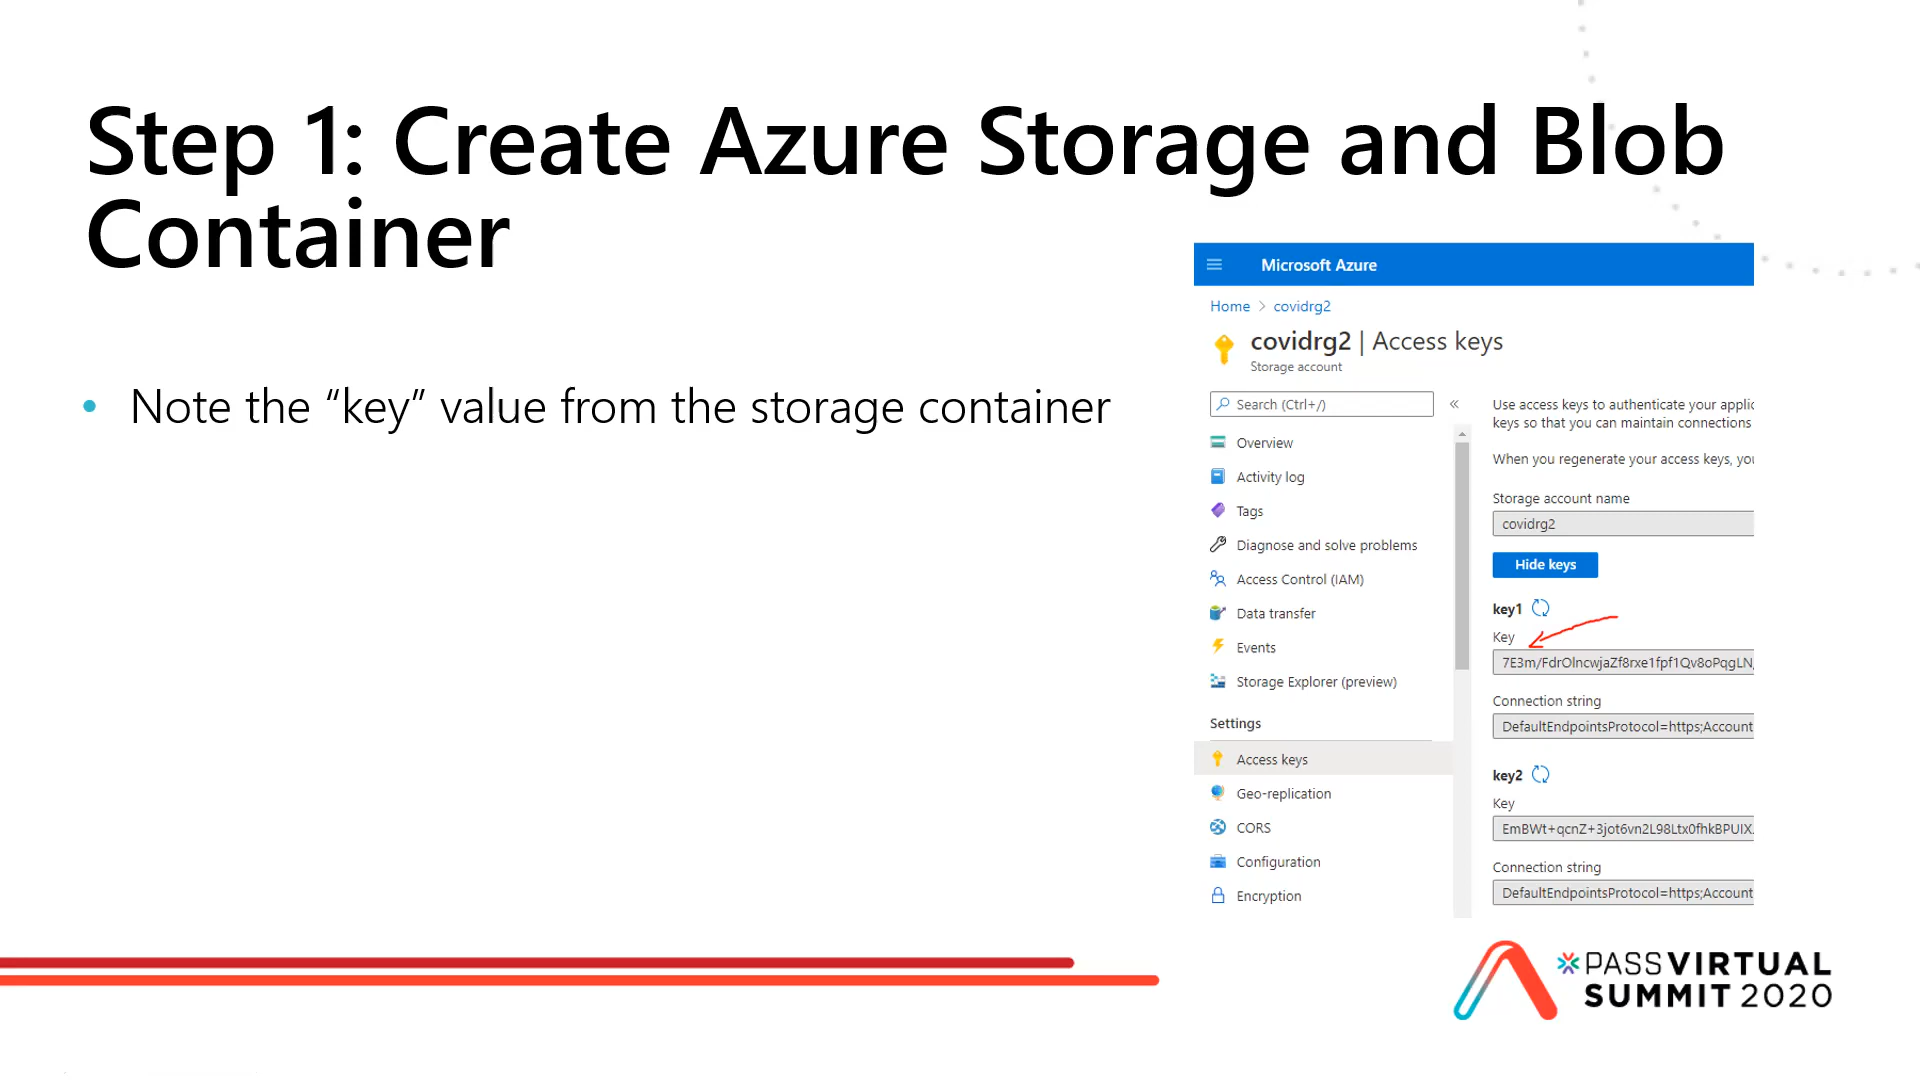 Step 1: Create Azure Storage and Blob
Container
• Note the “key” value from the storage container
Microsoft Azure
Home > covidrg2
covidrg2 | Access keys
Storage account
Search (Ctrl+/)
«
Overview
Activity log
Tags
Diagnose and solve problems
Access Control (IAM)
Data transfer
Events
Storage Explorer (preview)
Settings
Access keys
Geo-replication
CORS
Configuration
Encryption
Use access keys to authenticate your applic
keys so that you can maintain connections
When you regenerate your access keys, you
Storage account name
covidrg2
Hide keys
key1
Key
7E3m/FdrOlncwjaZf8rxe1fpf1Qv8oPqgLN
Connection string
DefaultEndpointsProtocol=https;Account
key2
Key
EmBWt+qcnZ+3jot6vn2L98Ltx0fhkBPUIX
Connection string
DefaultEndpointsProtocol=https;Account
PASS VIRTUAL
SUMMIT 2020